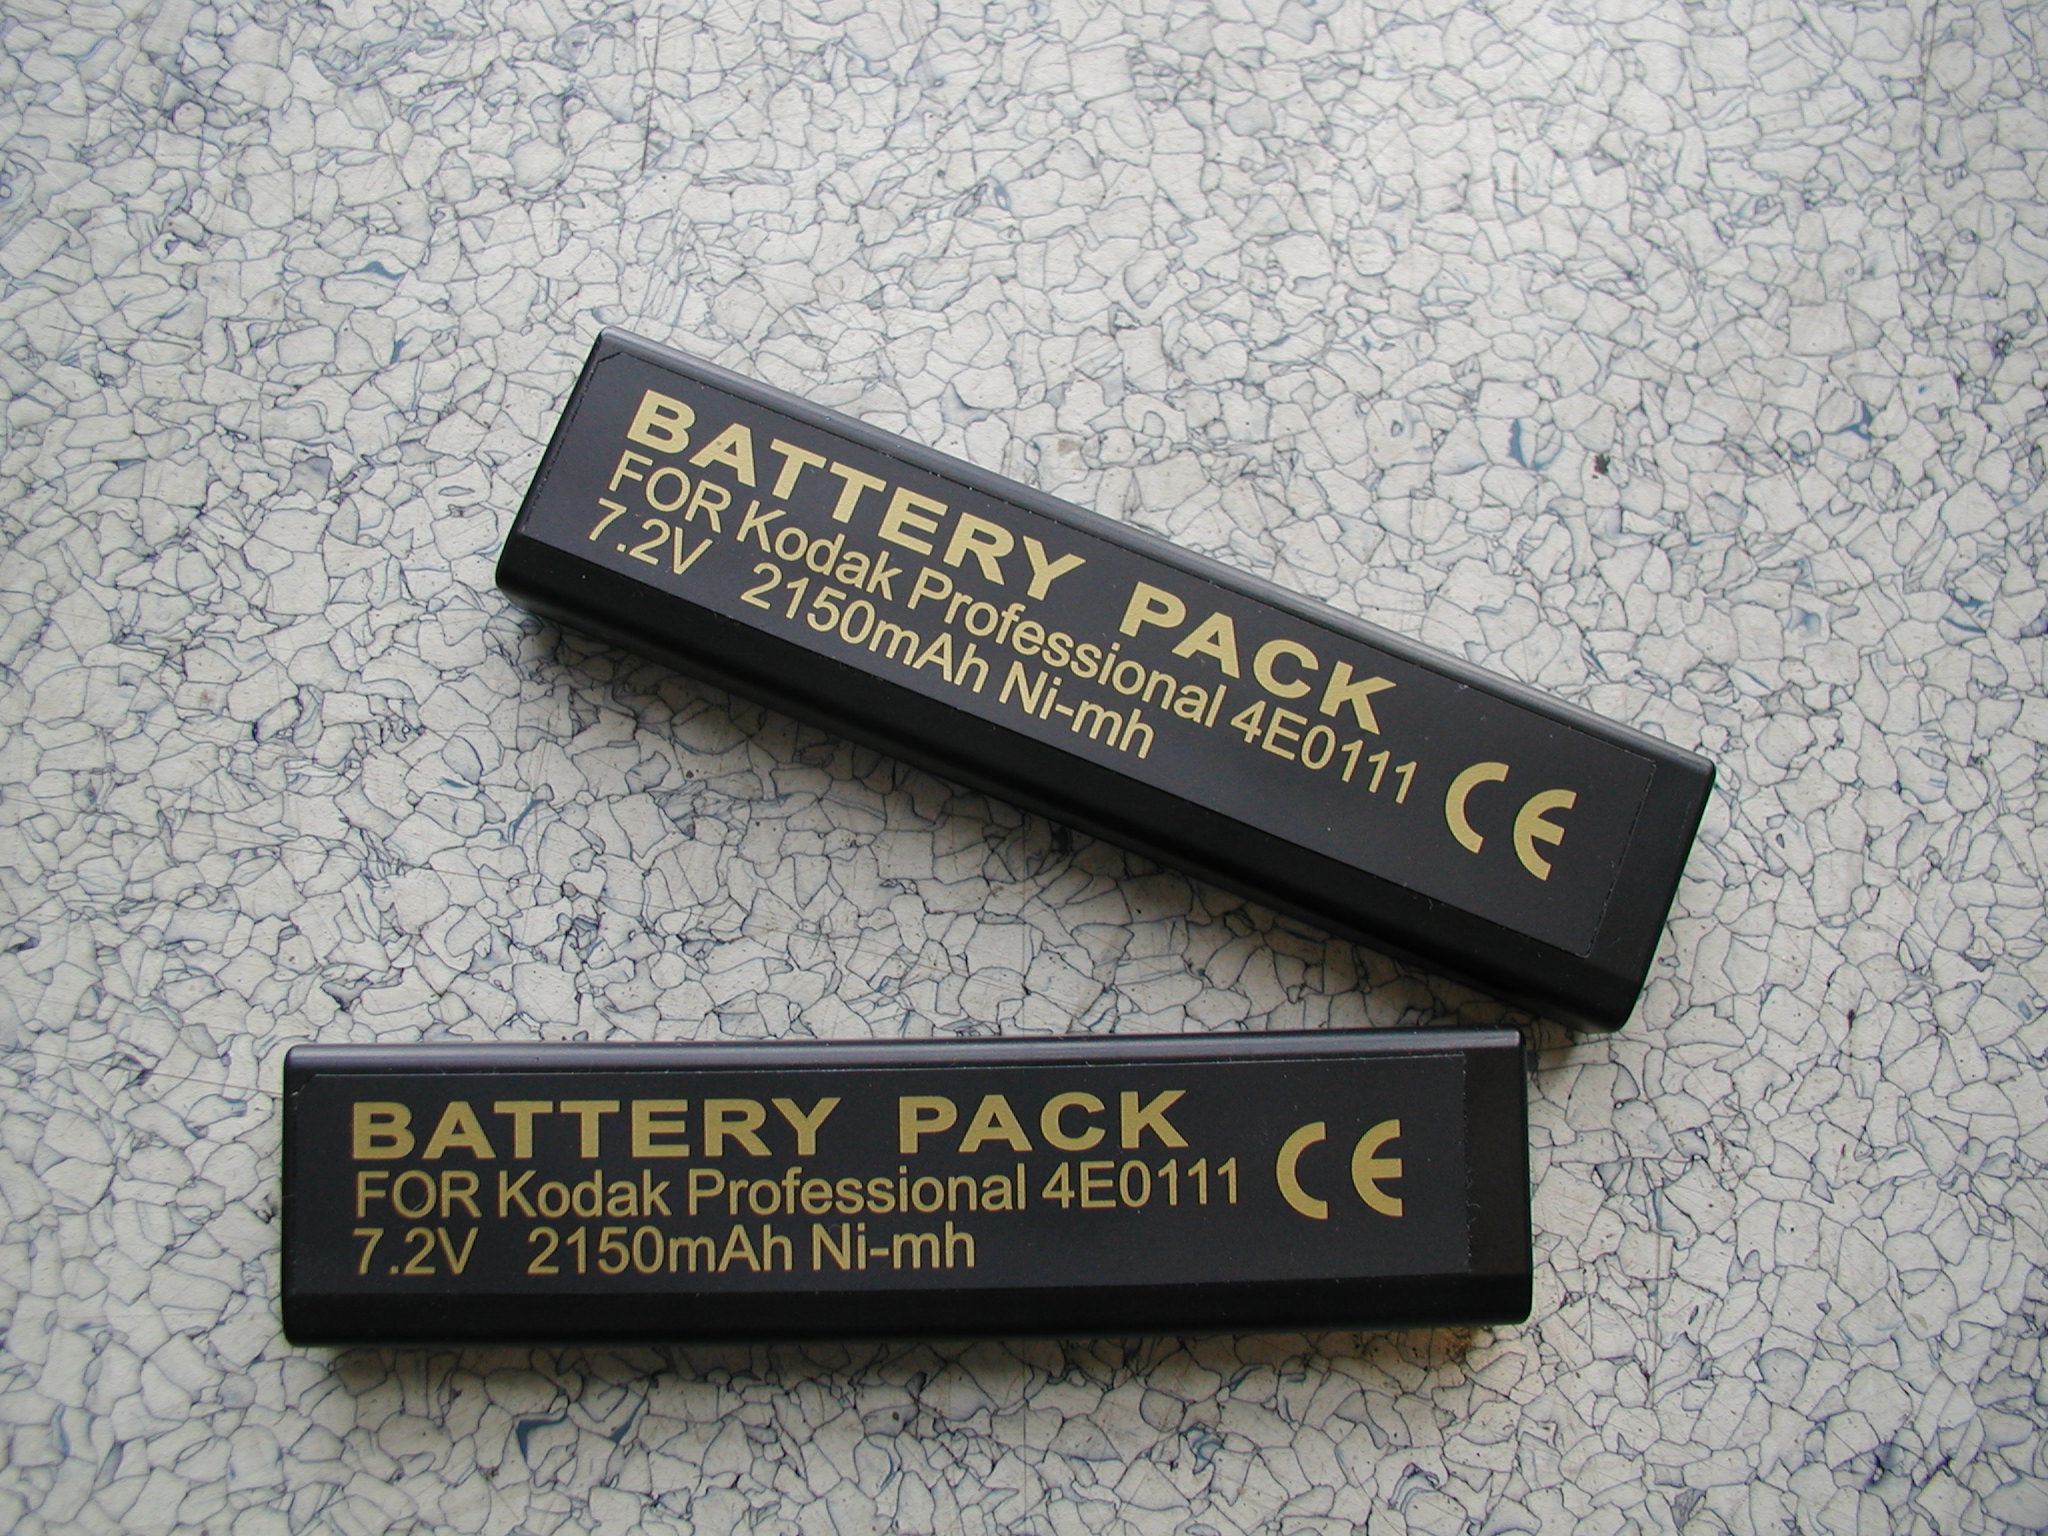 BATTERY PACK
FOR Kodak Professional 4E0111
7.2V 2150mAh Ni-mh
CE
BATTERY PACK
FOR Kodak Professional 4E0111
7.2V 2150mAh Ni-mh
CE